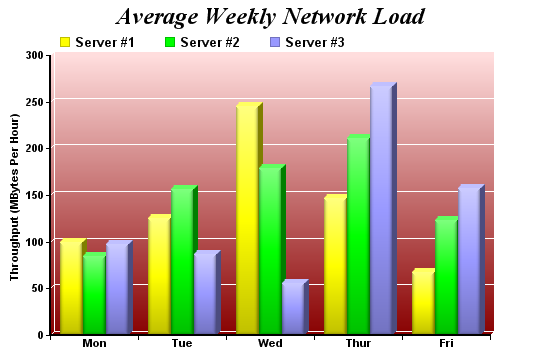 Average Weekly Network Load
Server #1 Server #2 Server #3
Throughput (MBytes Per Hour)
300
250
200
150
100
50
0
Mon Tue Wed Thur Fri